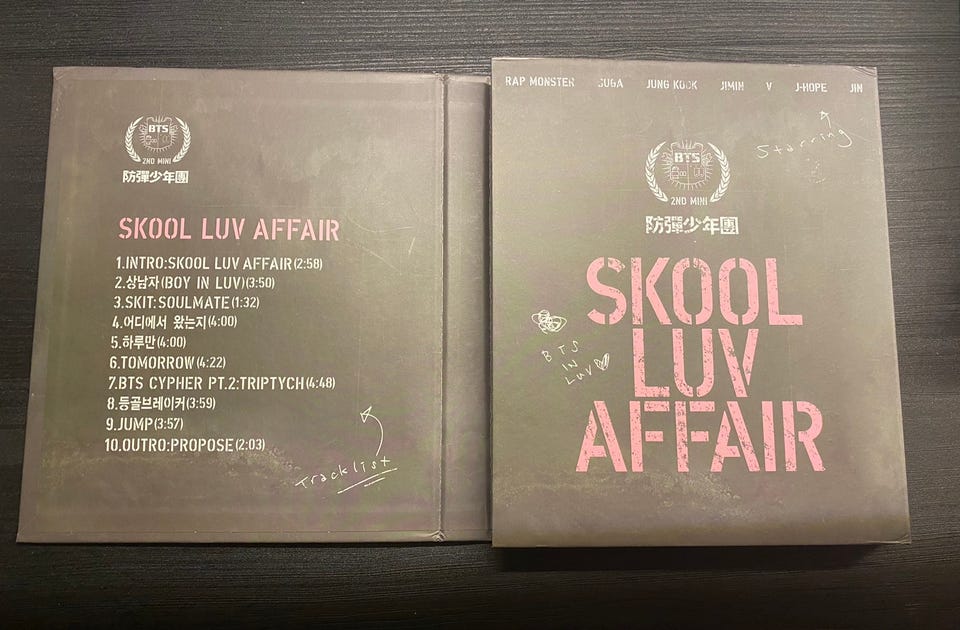 BTS
2ND MINI
防彈少年團
SKOOL LUV AFFAIR
1.INTRO:SKOOL LUV AFFAIR(2:58)
2.상남자(BOY IN LUV)(3:50)
3.SKIT:SOULMATE(1:32)
4.어디에서 왔는지(4:00)
5.하루만(4:00)
6.TOMORROW(4:22)
7.BTS CYPHER PT.2:TRIPTYCH(4:48)
8.등골브레이커(3:59)
9.JUMP(3:57)
10.OUTRO:PROPOSE(2:03)
Tracklist
RAP MONSTER SUGA JUNG KOOK JIMIN V J-HOPE JIN
Starring
BTS
2ND MINI
防彈少年團
SKOOL
LUV
AFFAIR
BTS
IN
LUV